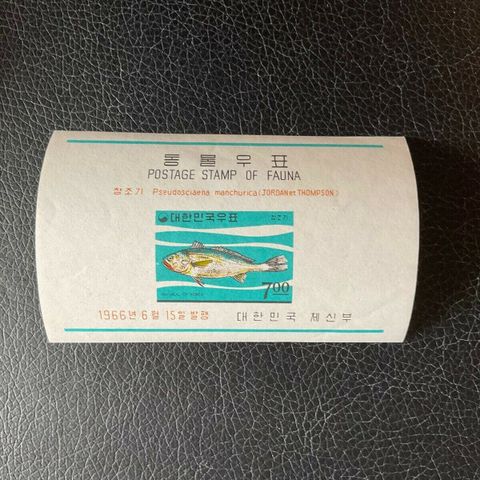 동물우표
POSTAGE STAMP OF FAUNA
참조기 Pseudosciaena manchurica (JORDAN et THOMPSON)
대한민국우표 참조기
REPUBLIC OF KOREA 7.00
1966年 6월 15일 발행 대한민국 체신부